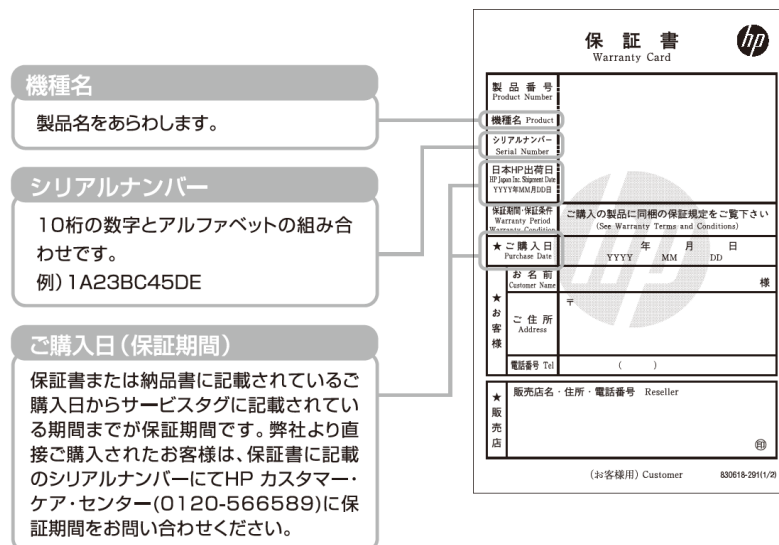 機種名
製品名をあらわします。
シリアルナンバー
10桁の数字とアルファベットの組み合
わせです。
例) 1A23BC45DE
ご購入日(保証期間)
保証書または納品書に記載されているご
購入日からサービスタグに記載されてい
る期間までが保証期間です。弊社より直
接ご購入されたお客様は、保証書に記載
のシリアルナンバーにてHP カスタマー・
ケア・センター(0120-566589)に保
証期間をお問い合わせください。
保 証 書
Warranty Card
hp
製 品 番 号
Product Number
機種名 Product
シリアルナンバー
Serial Number
日本HP出荷日
HP Japan Inc. Shipment Date
YYYY年MM月DD日
保証期間・保証条件
Warranty Period
Warranty Condition
ご購入の製品に同梱の保証規定をご覧下さい
(See Warranty Terms and Conditions)
★ ご 購 入 日
Purchase Date
年 月 日
YYYY MM DD
★お客様
お 名 前
Customer Name
様
ご 住 所
Address
〒
電話番号 Tel
( )
★販売店
販売店名・住所・電話番号 Reseller
印
(お客様用) Customer
830618-291(1/2)